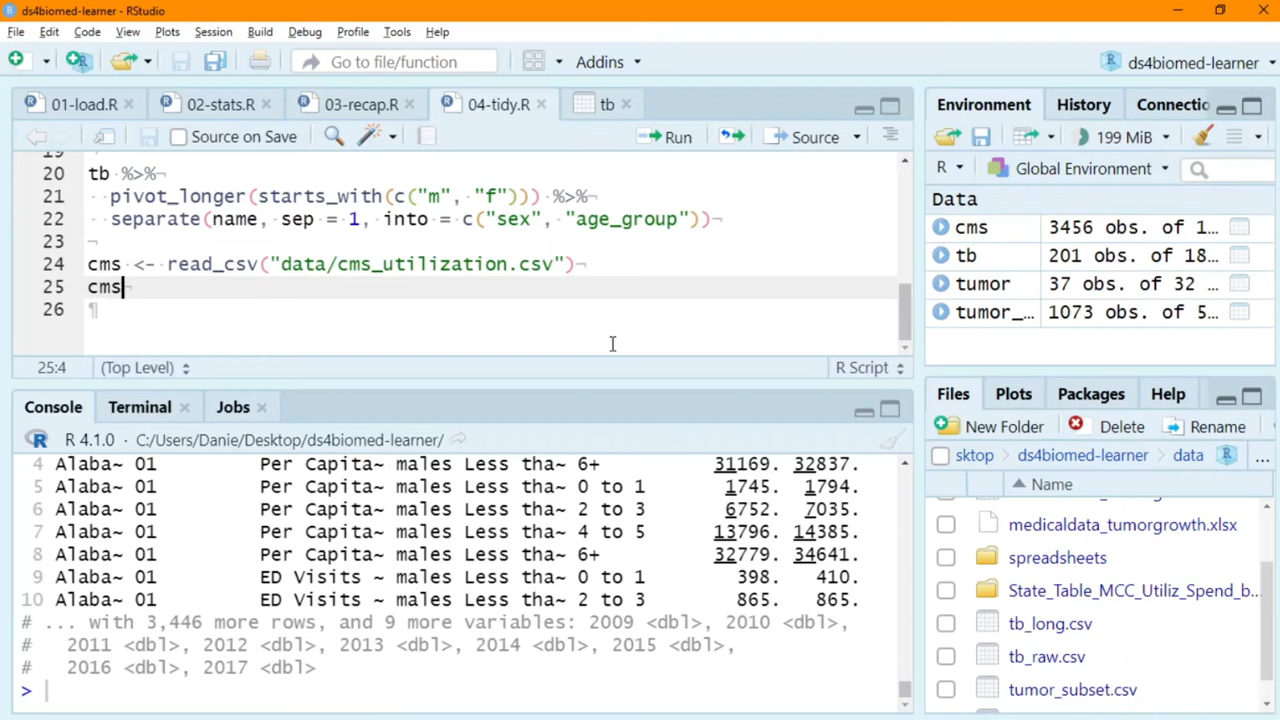 ds4biomed-learner - RStudio
File Edit Code View Plots Session Build Debug Profile Tools Help
Go to file/function Addins ds4biomed-learner
01-load.R 02-stats.R 03-recap.R 04-tidy.R tb
Source on Save Run Source
19
20 tb %>%
21 pivot_longer(starts_with(c("m", "f"))) %>%
22 separate(name, sep = 1, into = c("sex", "age_group"))
23
24 cms <- read_csv("data/cms_utilization.csv")
25 cms
26
25:4 (Top Level) R Script
Console Terminal Jobs
R 4.1.0 · C:/Users/Danie/Desktop/ds4biomed-learner/
4 Alaba~ 01 Per Capita~ males Less tha~ 6+ 31169. 32837.
5 Alaba~ 01 Per Capita~ males Less tha~ 0 to 1 1745. 1794.
6 Alaba~ 01 Per Capita~ males Less tha~ 2 to 3 6752. 7035.
7 Alaba~ 01 Per Capita~ males Less tha~ 4 to 5 13796. 14385.
8 Alaba~ 01 Per Capita~ males Less tha~ 6+ 32779. 34641.
9 Alaba~ 01 ED Visits ~ males Less tha~ 0 to 1 398. 410.
10 Alaba~ 01 ED Visits ~ males Less tha~ 2 to 3 865. 865.
# ... with 3,446 more rows, and 9 more variables: 2009 <dbl>, 2010 <dbl>,
# 2011 <dbl>, 2012 <dbl>, 2013 <dbl>, 2014 <dbl>, 2015 <dbl>,
# 2016 <dbl>, 2017 <dbl>
>
Environment History Connectio
199 MiB
R Global Environment
Data
cms 3456 obs. of 1…
tb 201 obs. of 18…
tumor 37 obs. of 32 …
tumor_… 1073 obs. of 5…
Files Plots Packages Help
New Folder Delete Rename
sktop ds4biomed-learner data ...
Name
medicaldata_tumorgrowth.xlsx
spreadsheets
State_Table_MCC_Utiliz_Spend_b...
tb_long.csv
tb_raw.csv
tumor_subset.csv